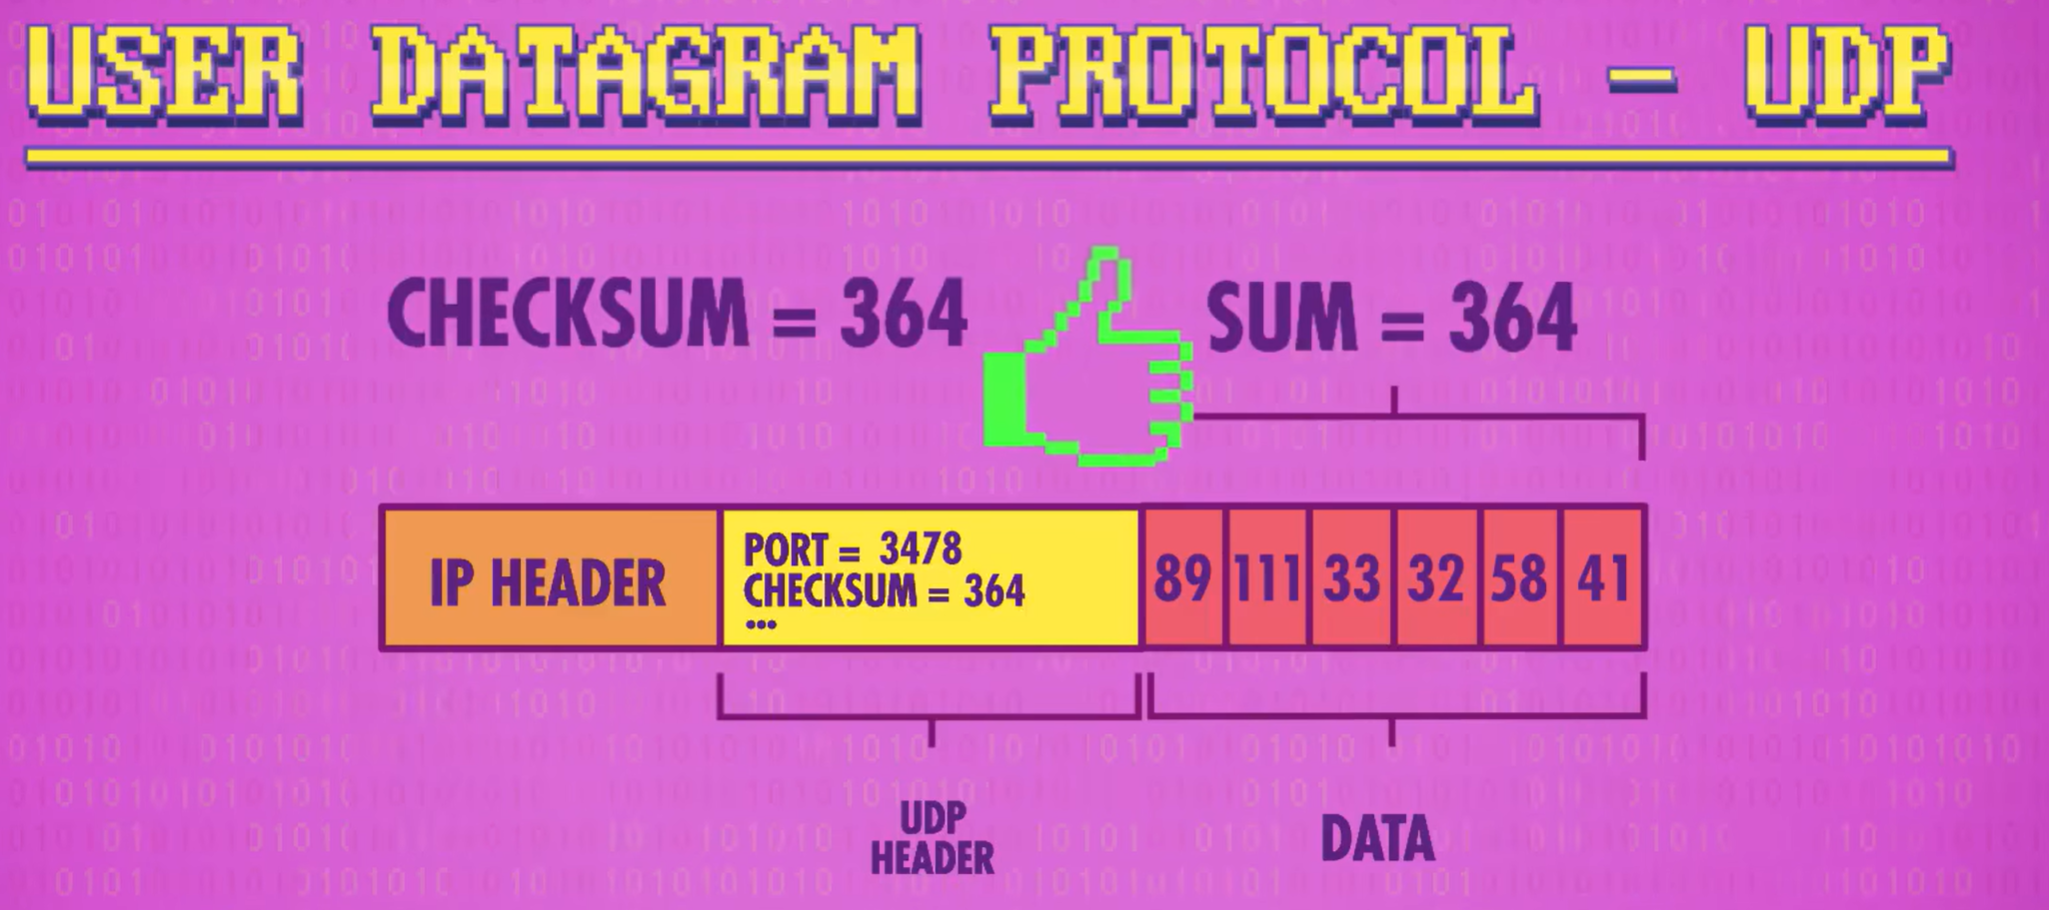 USER DATAGRAM PROTOCOL - UDP
CHECKSUM = 364
SUM = 364
IP HEADER
PORT = 3478
CHECKSUM = 364
...
89 111 33 32 58 41
UDP
HEADER
DATA